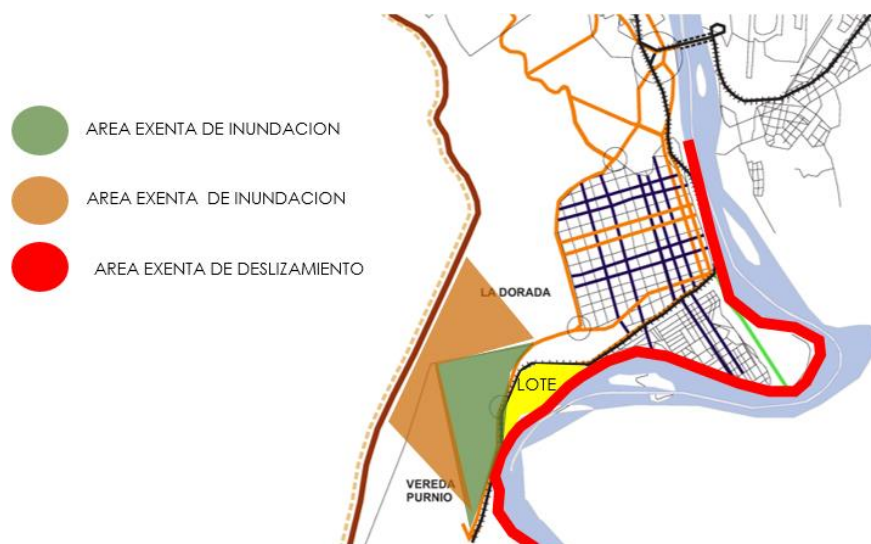 AREA EXENTA DE INUNDACION
AREA EXENTA DE INUNDACION
AREA EXENTA DE DESLIZAMIENTO
LA DORADA
LOTE
VEREDA
PURNIO